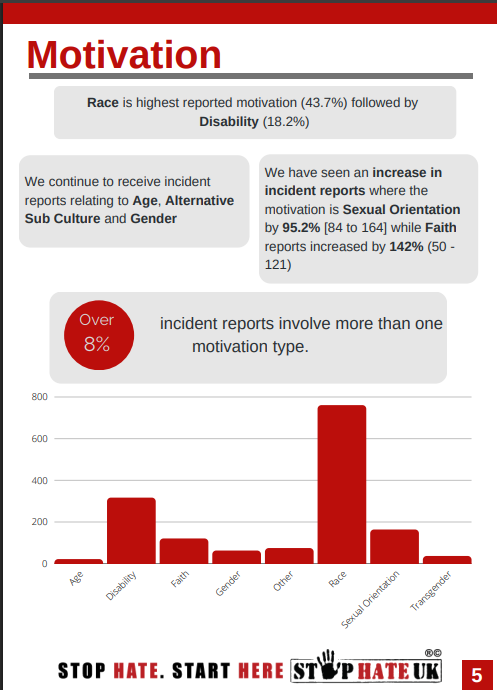 Motivation
Race is highest reported motivation (43.7%) followed by
Disability (18.2%)
We continue to receive incident
reports relating to Age, Alternative
Sub Culture and Gender
We have seen an increase in
incident reports where the
motivation is Sexual Orientation
by 95.2% [84 to 164] while Faith
reports increased by 142% (50 -
121)
Over
8%
incident reports involve more than one
motivation type.
800
600
400
200
0
Age
Disability
Faith
Gender
Other
Race
Sexual Orientation
Transgender
STOP HATE. START HERE
STOP HATE UK
®©
5